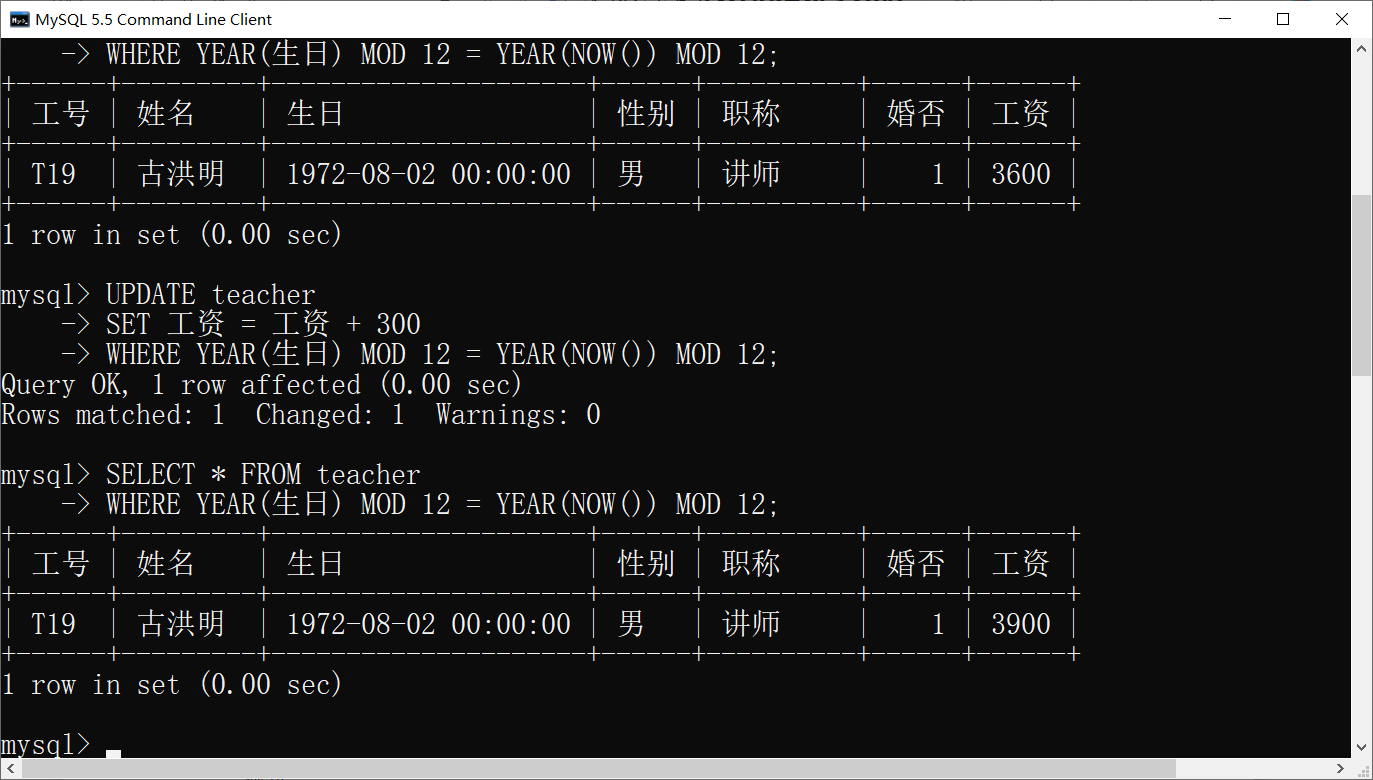 MySQL 5.5 Command Line Client
-> WHERE YEAR(生日) MOD 12 = YEAR(NOW()) MOD 12;
+------+---------+---------------------+------+----------+------+------+
| 工号 | 姓名    | 生日                | 性别 | 职称     | 婚否 | 工资 |
+------+---------+---------------------+------+----------+------+------+
| T19  | 古洪明  | 1972-08-02 00:00:00 | 男   | 讲师     |    1 | 3600 |
+------+---------+---------------------+------+----------+------+------+
1 row in set (0.00 sec)
mysql> UPDATE teacher
-> SET 工资 = 工资 + 300
-> WHERE YEAR(生日) MOD 12 = YEAR(NOW()) MOD 12;
Query OK, 1 row affected (0.00 sec)
Rows matched: 1  Changed: 1  Warnings: 0
mysql> SELECT * FROM teacher
-> WHERE YEAR(生日) MOD 12 = YEAR(NOW()) MOD 12;
+------+---------+---------------------+------+----------+------+------+
| 工号 | 姓名    | 生日                | 性别 | 职称     | 婚否 | 工资 |
+------+---------+---------------------+------+----------+------+------+
| T19  | 古洪明  | 1972-08-02 00:00:00 | 男   | 讲师     |    1 | 3900 |
+------+---------+---------------------+------+----------+------+------+
1 row in set (0.00 sec)
mysql>